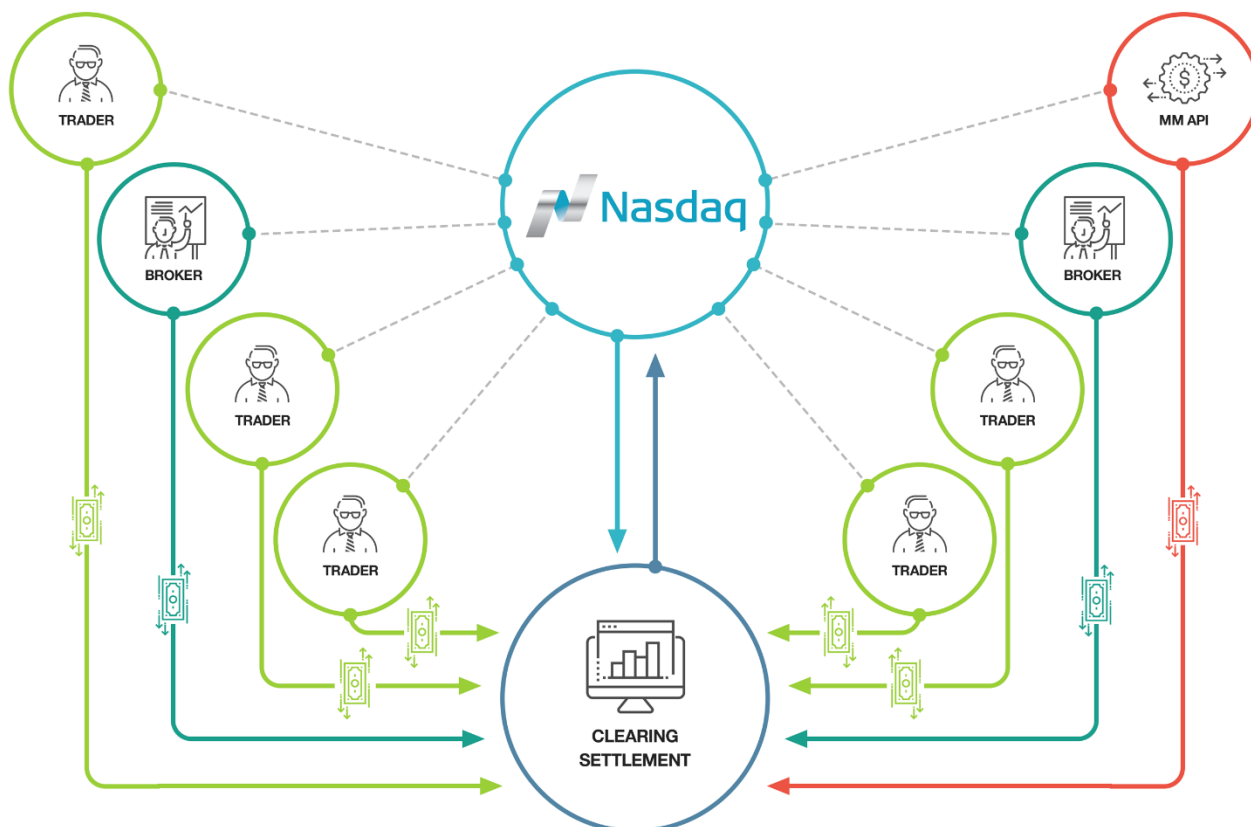 TRADER
MM API
Nasdaq
BROKER
BROKER
TRADER
TRADER
TRADER
TRADER
CLEARING
SETTLEMENT